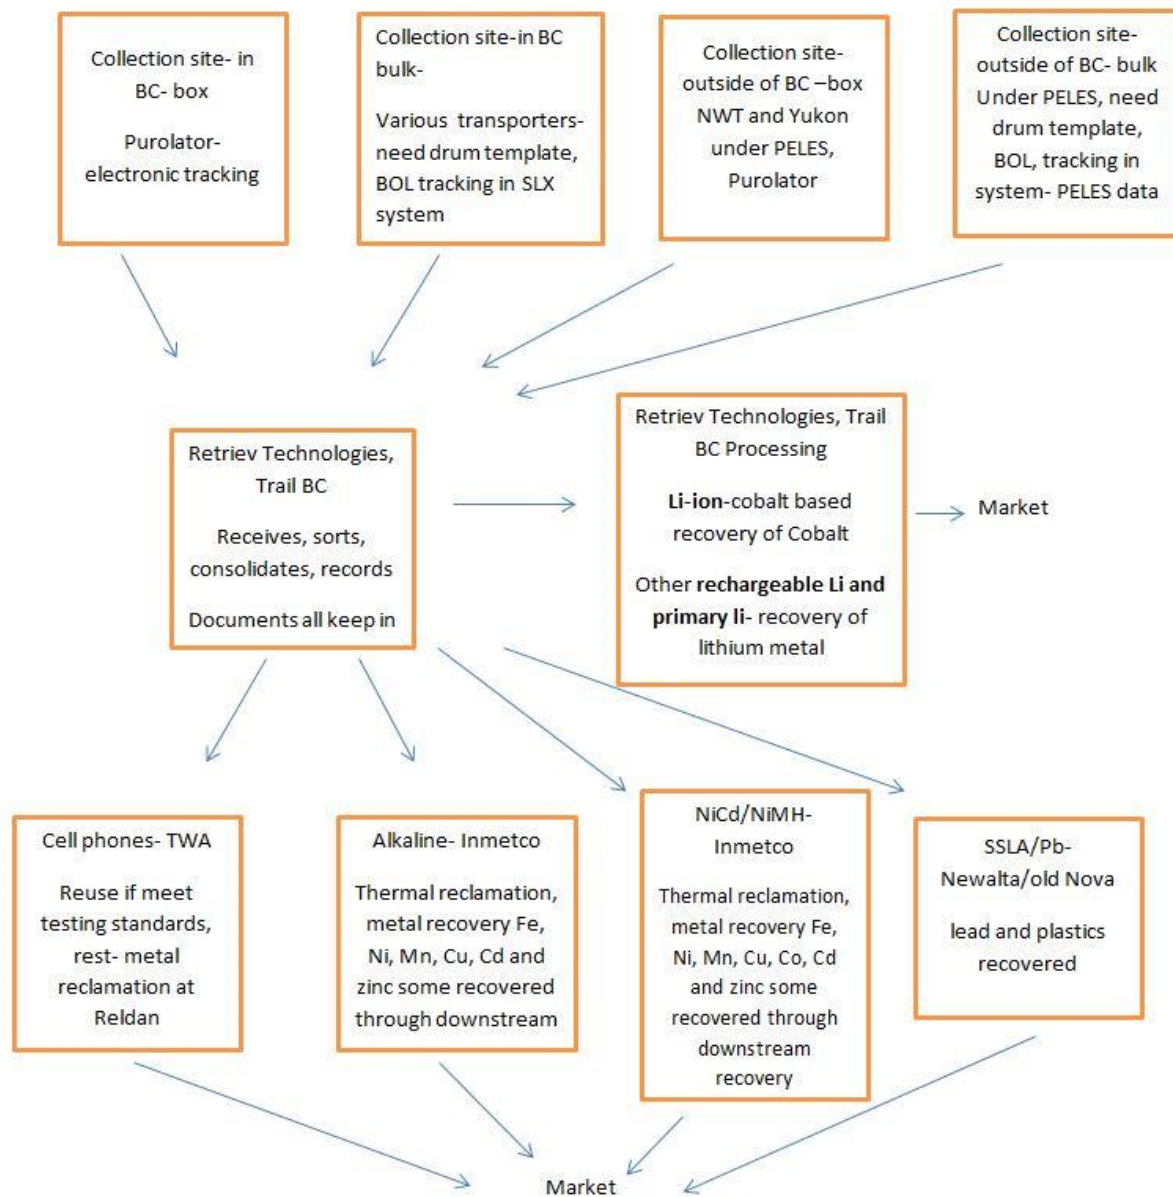 Collection site- in
BC- box
Purolator-
electronic tracking
Collection site-in BC
bulk-
Various transporters-
need drum template,
BOL tracking in SLX
system
Collection site-
outside of BC –box
NWT and Yukon
under PELES,
Purolator
Collection site-
outside of BC- bulk
Under PELES, need
drum template,
BOL, tracking in
system- PELES data
Retriev Technologies,
Trail BC
Receives, sorts,
consolidates, records
Documents all keep in
Retriev Technologies, Trail
BC Processing
Li-ion-cobalt based
recovery of Cobalt
Other rechargeable Li and
primary li- recovery of
lithium metal
Market
Cell phones- TWA
Reuse if meet
testing standards,
rest- metal
reclamation at
Reldan
Alkaline- Inmetco
Thermal reclamation,
metal recovery Fe,
Ni, Mn, Cu, Cd and
zinc some recovered
through downstream
NiCd/NiMH-
Inmetco
Thermal reclamation,
metal recovery Fe,
Ni, Mn, Cu, Co, Cd
and zinc some
recovered through
downstream
recovery
SSLA/Pb-
Newalta/old Nova
lead and plastics
recovered
Market